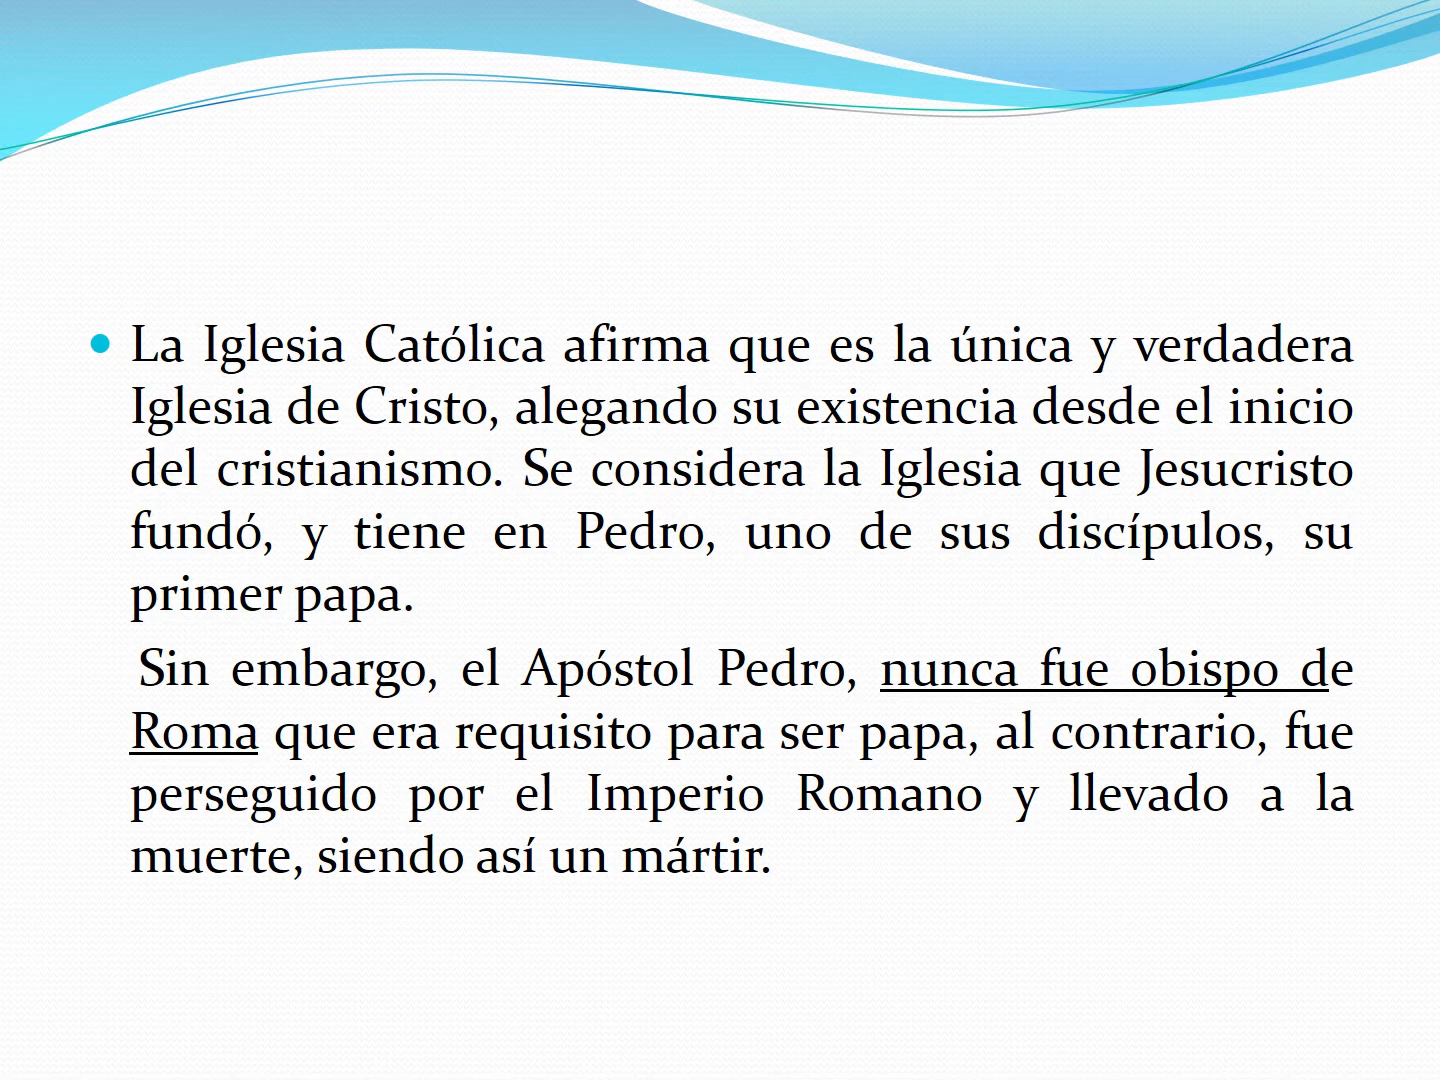 La Iglesia Católica afirma que es la única y verdadera
Iglesia de Cristo, alegando su existencia desde el inicio
del cristianismo. Se considera la Iglesia que Jesucristo
fundó, y tiene en Pedro, uno de sus discípulos, su
primer papa.
Sin embargo, el Apóstol Pedro, nunca fue obispo de
Roma que era requisito para ser papa, al contrario, fue
perseguido por el Imperio Romano y llevado a la
muerte, siendo así un mártir.